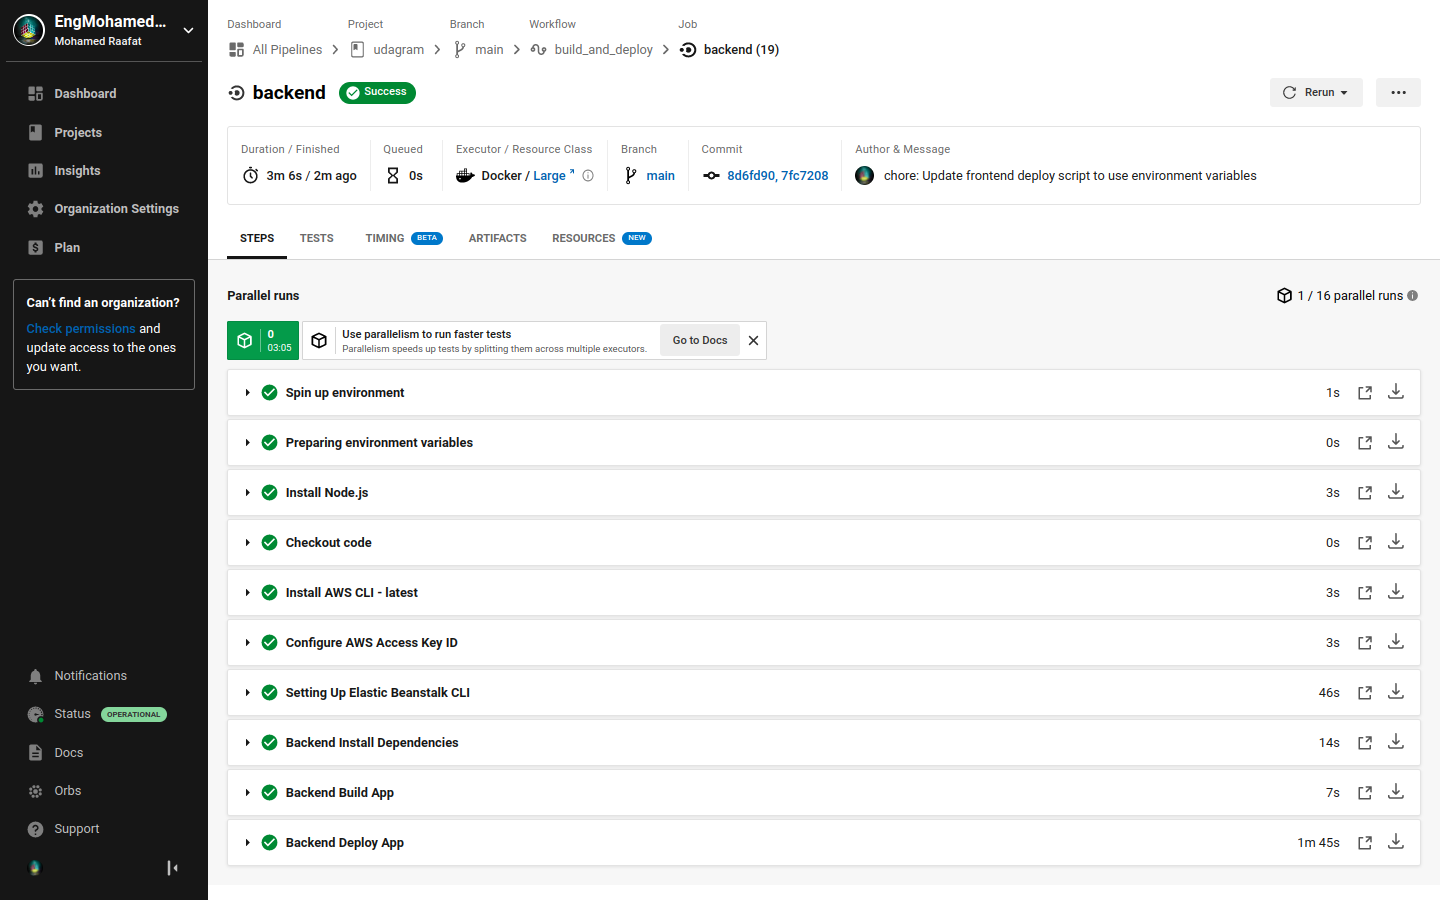 EngMohamed...
Mohamed Raafat
Dashboard
Projects
Insights
Organization Settings
Plan
Can't find an organization?
Check permissions and
update access to the ones
you want.
Notifications
Status OPERATIONAL
Docs
Orbs
Support
Dashboard Project Branch Workflow Job
All Pipelines udagram main build_and_deploy backend (19)
backend Success
Rerun
Duration / Finished Queued Executor / Resource Class Branch Commit Author & Message
3m 6s / 2m ago 0s Docker / Large main 8d6fd90, 7fc7208 chore: Update frontend deploy script to use environment variables
STEPS TESTS TIMING BETA ARTIFACTS RESOURCES NEW
Parallel runs 1 / 16 parallel runs
0
03:05
Use parallelism to run faster tests
Parallelism speeds up tests by splitting them across multiple executors.
Go to Docs
Spin up environment 1s
Preparing environment variables 0s
Install Node.js 3s
Checkout code 0s
Install AWS CLI - latest 3s
Configure AWS Access Key ID 3s
Setting Up Elastic Beanstalk CLI 46s
Backend Install Dependencies 14s
Backend Build App 7s
Backend Deploy App 1m 45s